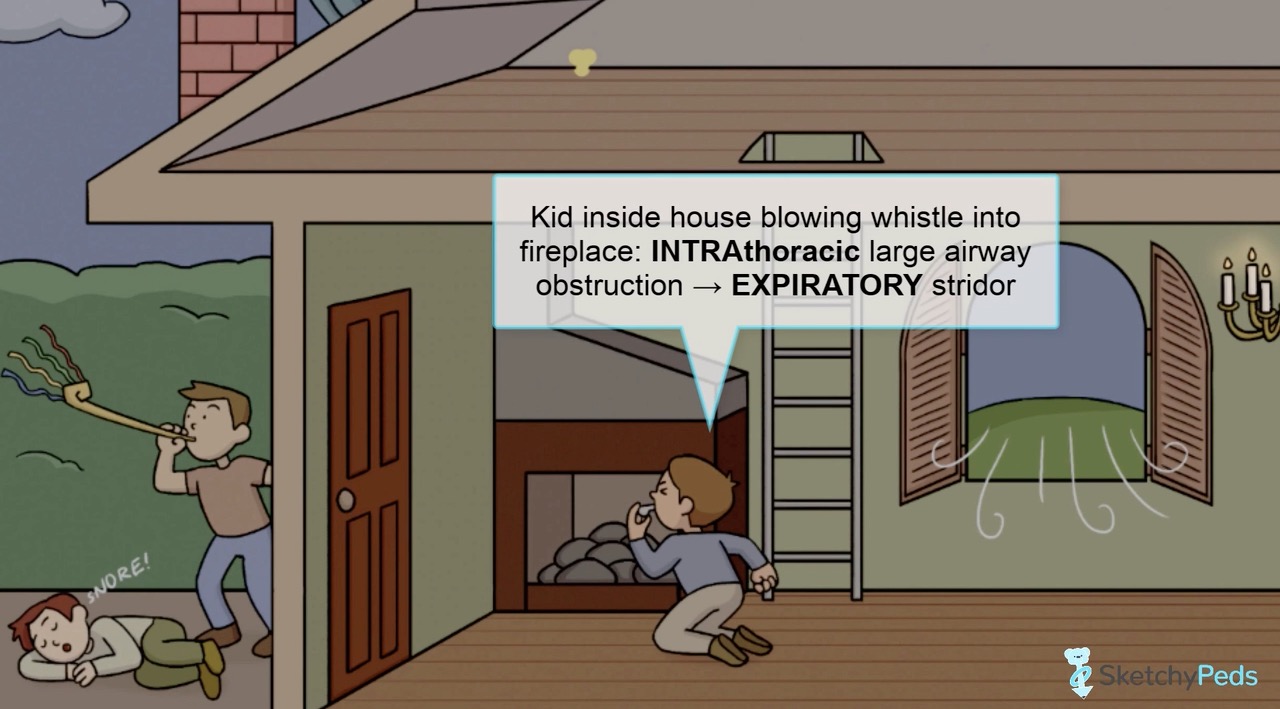 Kid inside house blowing whistle into
fireplace: INTRAthoracic large airway
obstruction → EXPIRATORY stridor
SNORE!
SketchyPeds